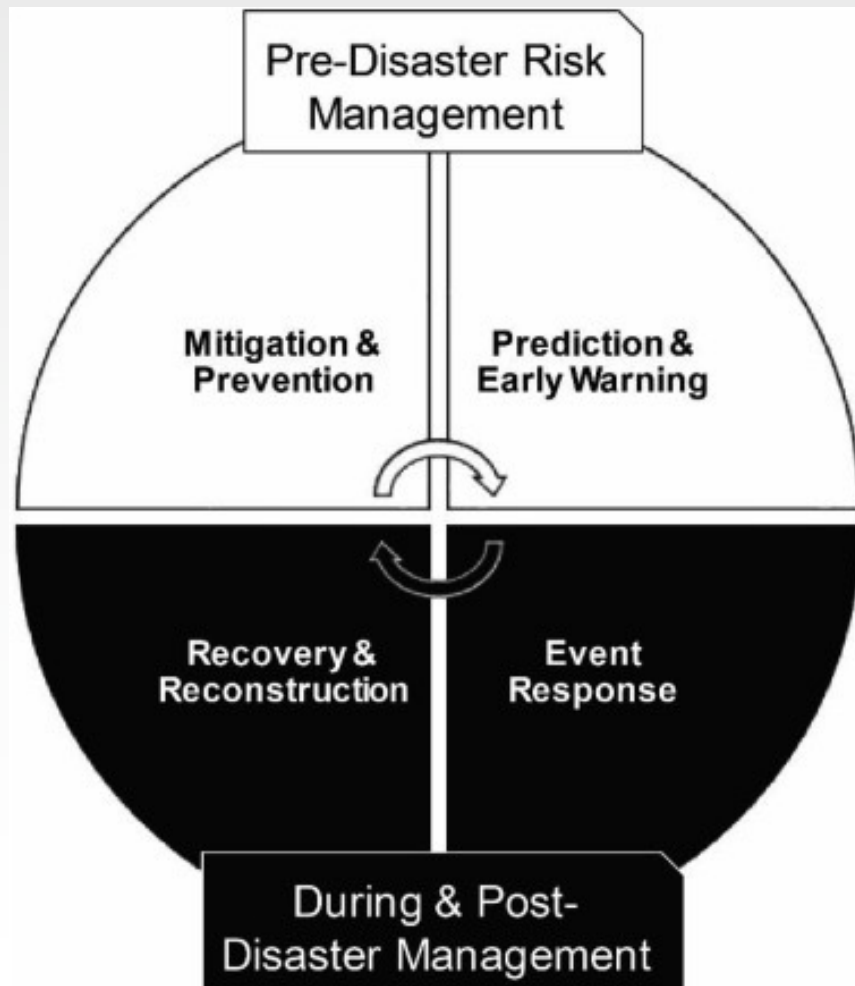 Pre-Disaster Risk
Management
Mitigation &
Prevention
Prediction &
Early Warning
Recovery &
Reconstruction
Event
Response
During & Post-
Disaster Management